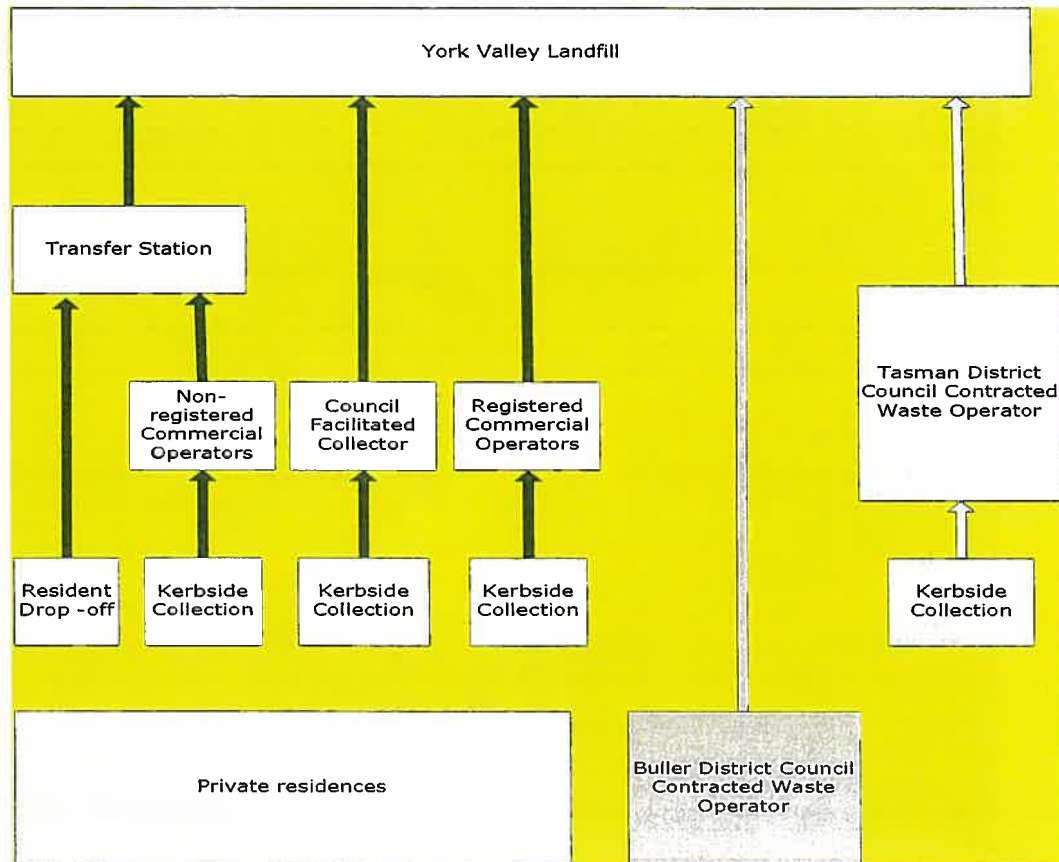 York Valley Landfill
Transfer Station
Non-
registered
Commercial
Operators
Council
Facilitated
Collector
Registered
Commercial
Operators
Tasman District
Council Contracted
Waste Operator
Resident
Drop -off
Kerbside
Collection
Kerbside
Collection
Kerbside
Collection
Kerbside
Collection
Private residences
Buller District Council
Contracted Waste
Operator